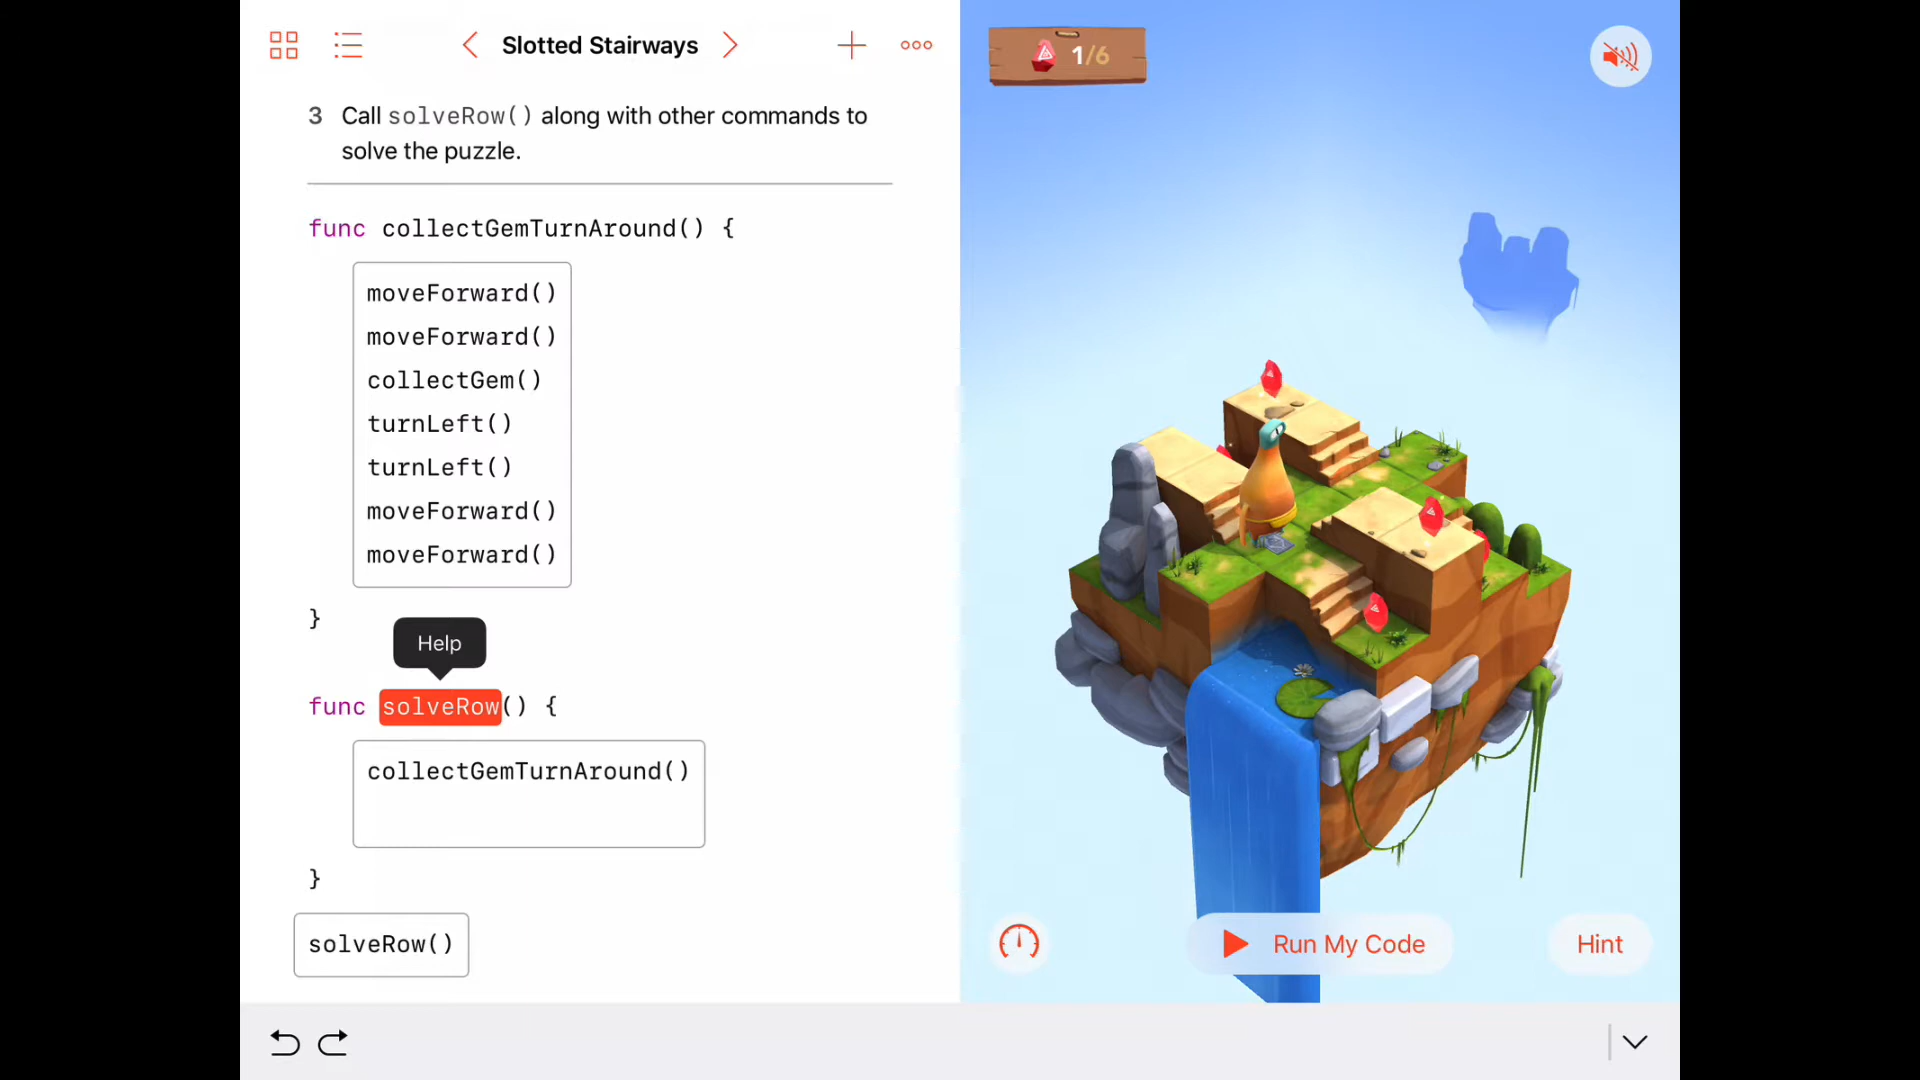 Slotted Stairways
1/6
3 Call solveRow() along with other commands to
solve the puzzle.
func collectGemTurnAround() {
moveForward()
moveForward()
collectGem()
turnLeft()
turnLeft()
moveForward()
moveForward()
}
Help
func solveRow() {
collectGemTurnAround()
}
solveRow()
Run My Code
Hint